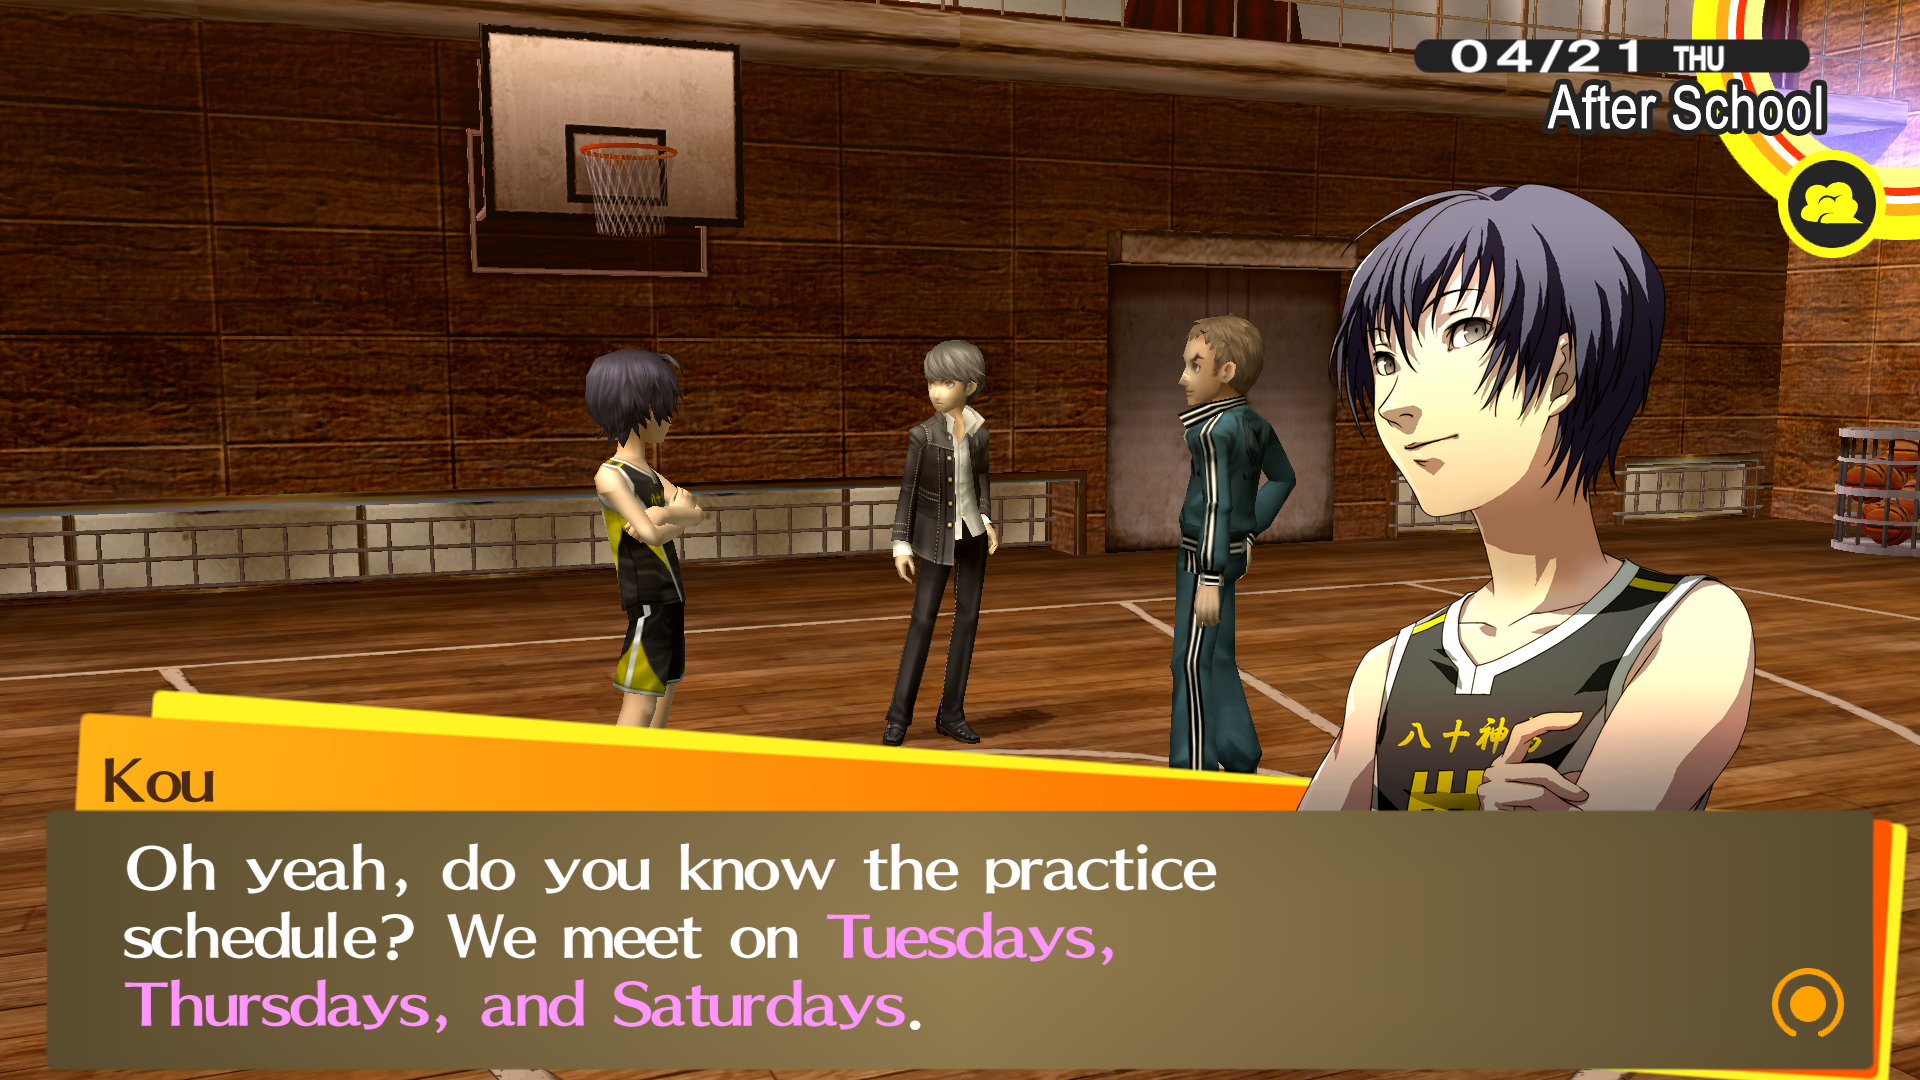 04/21 THU
After School
八十神
Kou
Oh yeah, do you know the practice
schedule? We meet on Tuesdays,
Thursdays, and Saturdays.